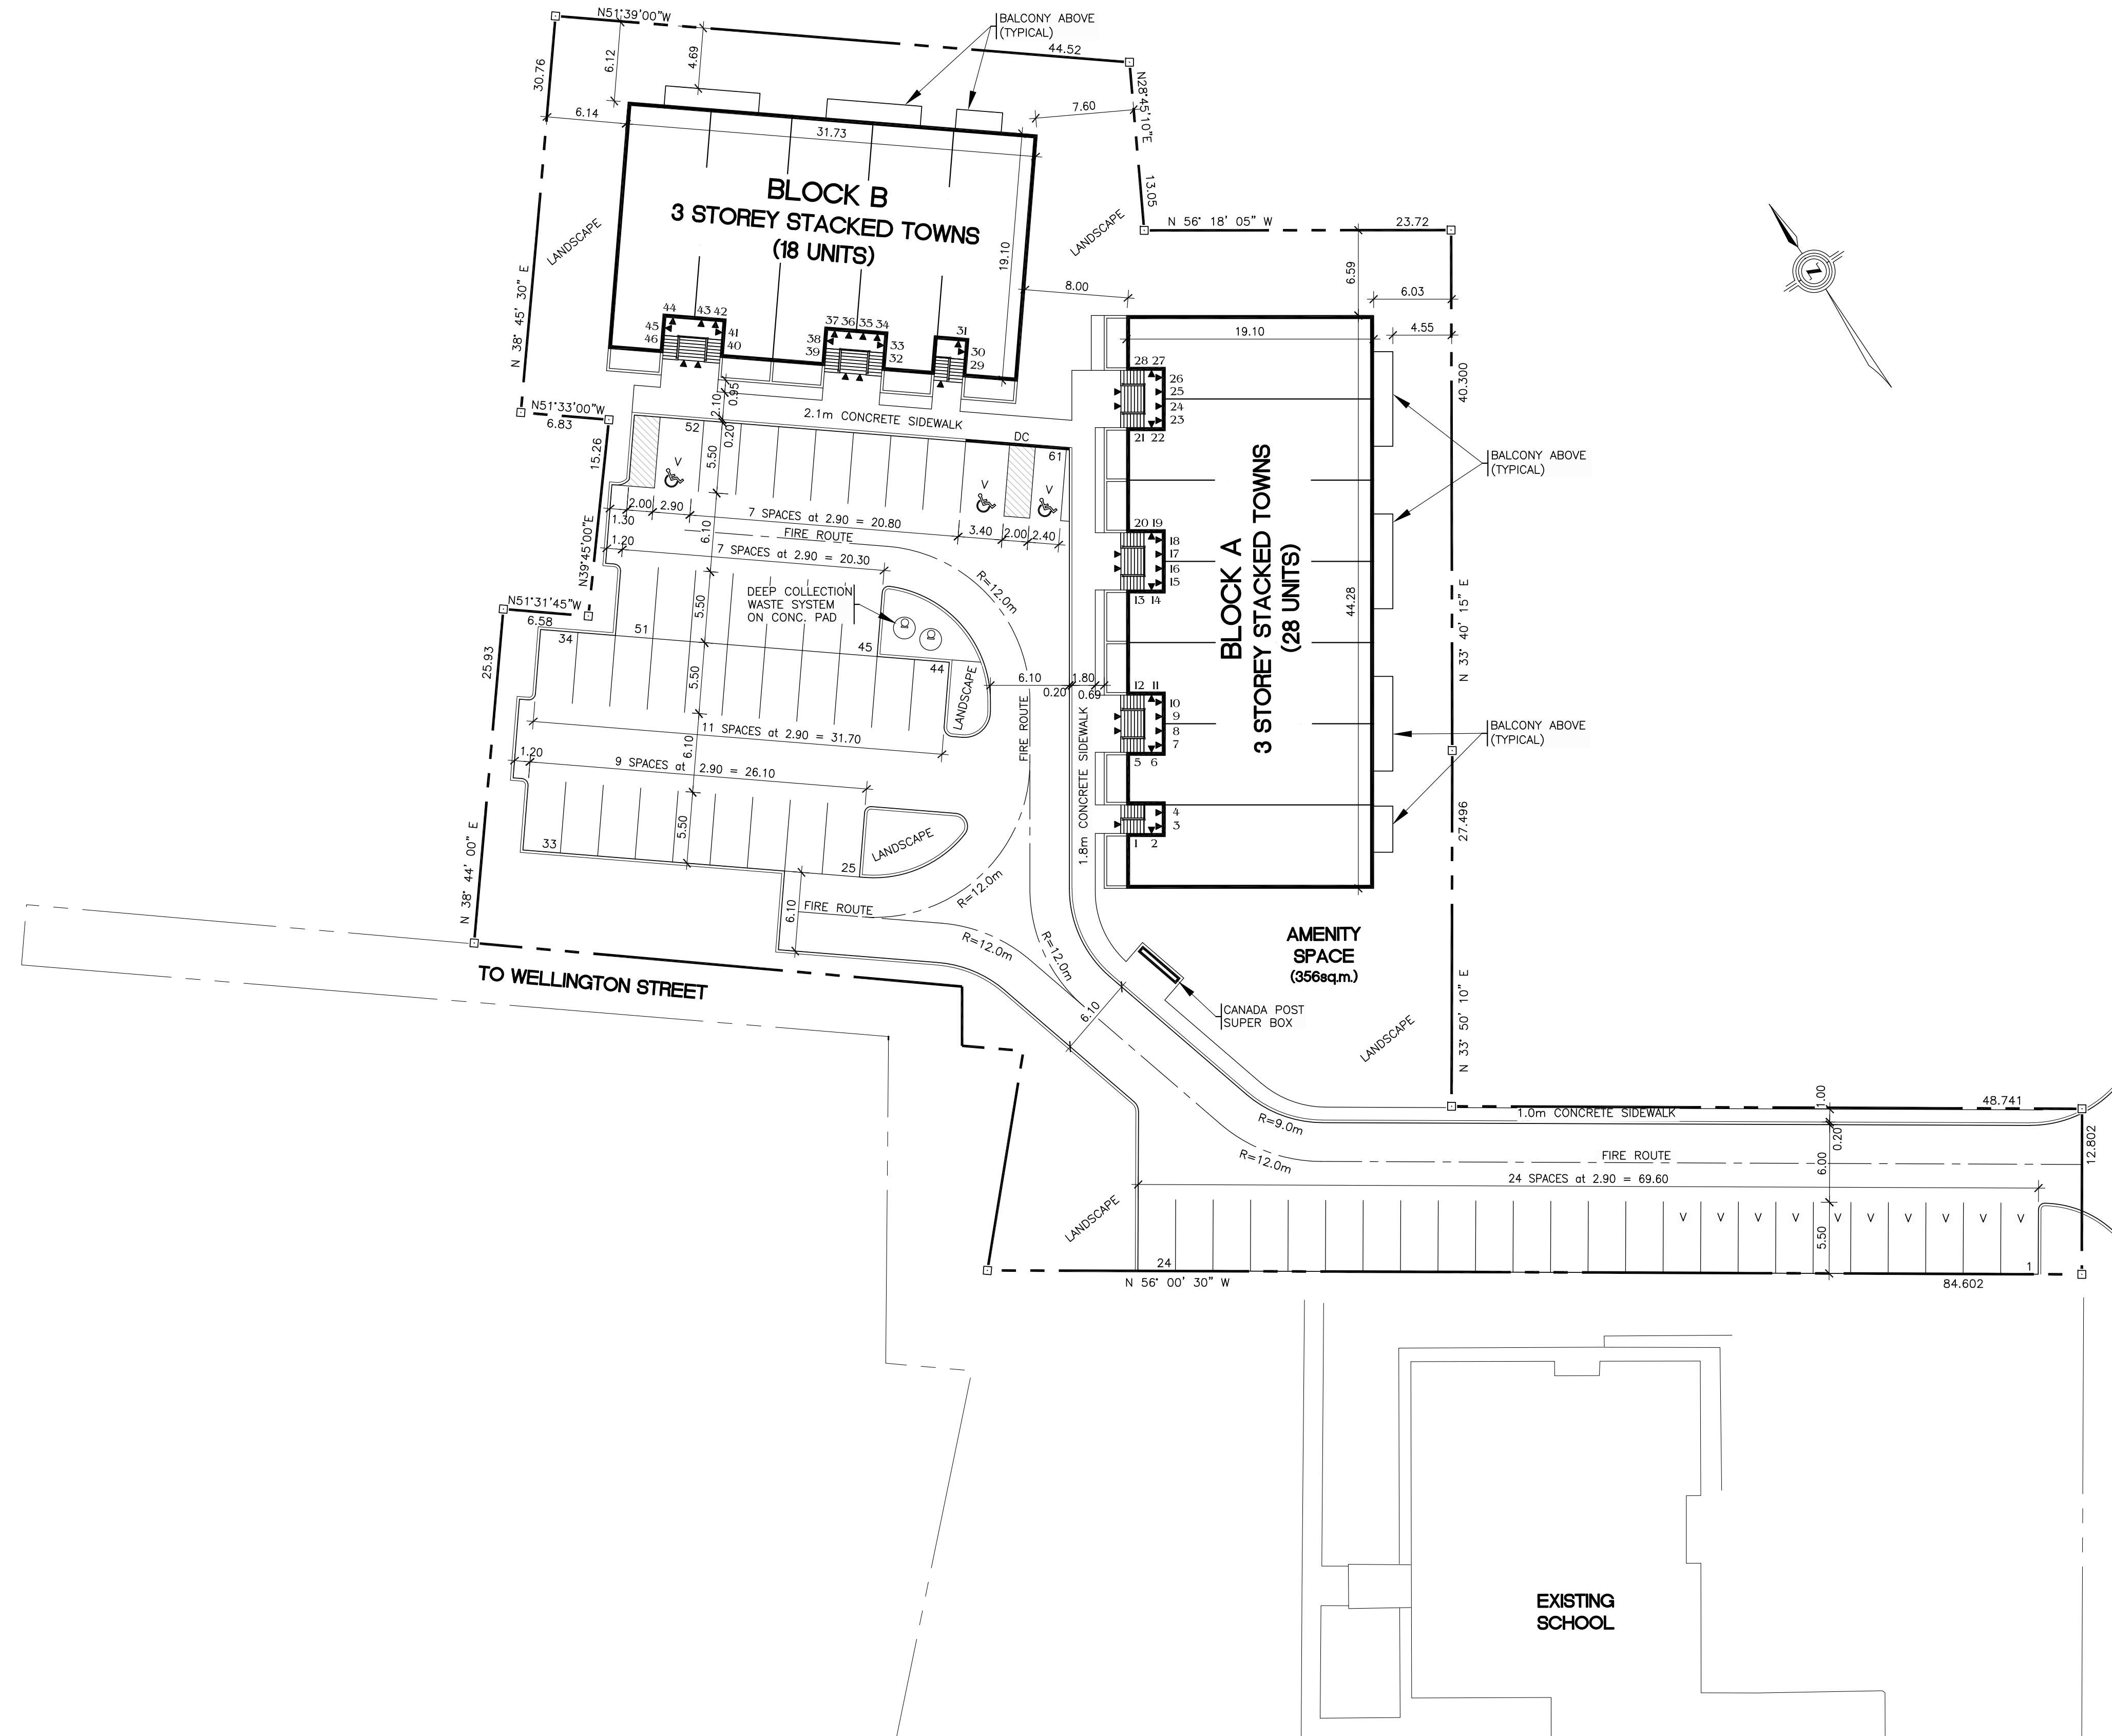 N51°39'00"W
BALCONY ABOVE
(TYPICAL)
44.52
30.76
6.12
4.69
N28°45'10"E
7.60
6.14
31.73
13.05
BLOCK B
3 STOREY STACKED TOWNS
(18 UNITS)
19.10
LANDSCAPE
LANDSCAPE
N 56° 18' 05" W
23.72
N 38° 45' 30" E
8.00
6.59
6.03
4.55
19.10
40.300
44
43 42
45
46
41
40
37 36 35 34
38
39
33
32
31
30
29
28 27
26
25
24
23
21 22
N51°33'00"W
6.83
15.26
2.10
0.95
2.1m CONCRETE SIDEWALK
52
0.20
5.50
DC
61
V
V
V
BALCONY ABOVE
(TYPICAL)
2.00
2.90
7 SPACES at 2.90 = 20.80
3.40
2.00
2.40
1.30
FIRE ROUTE
6.10
1.20
7 SPACES at 2.90 = 20.30
N39°45'00"E
R=12.0m
20 19
18
17
16
15
13 14
BLOCK A
3 STOREY STACKED TOWNS
(28 UNITS)
44.28
N 33° 40' 15" E
DEEP COLLECTION
WASTE SYSTEM
ON CONC. PAD
5.50
N51°31'45"W
6.58
34
51
45
44
25.93
5.50
LANDSCAPE
6.10
0.20
1.80
0.69
12 11
10
9
8
7
5 6
BALCONY ABOVE
(TYPICAL)
FIRE ROUTE
1.8m CONCRETE SIDEWALK
11 SPACES at 2.90 = 31.70
6.10
1.20
9 SPACES at 2.90 = 26.10
27.496
4
3
1 2
5.50
33
25
LANDSCAPE
N 38° 44' 00" E
R=12.0m
6.10
FIRE ROUTE
R=12.0m
R=12.0m
AMENITY
SPACE
(356sq.m.)
TO WELLINGTON STREET
6.10
CANADA POST
SUPER BOX
LANDSCAPE
N 33° 50' 10" E
1.0m CONCRETE SIDEWALK
1.00
48.741
R=9.0m
0.20
12.802
R=12.0m
FIRE ROUTE
6.00
24 SPACES at 2.90 = 69.60
LANDSCAPE
V V V V V V V V V V
5.50
24
1
N 56° 00' 30" W
84.602
EXISTING
SCHOOL